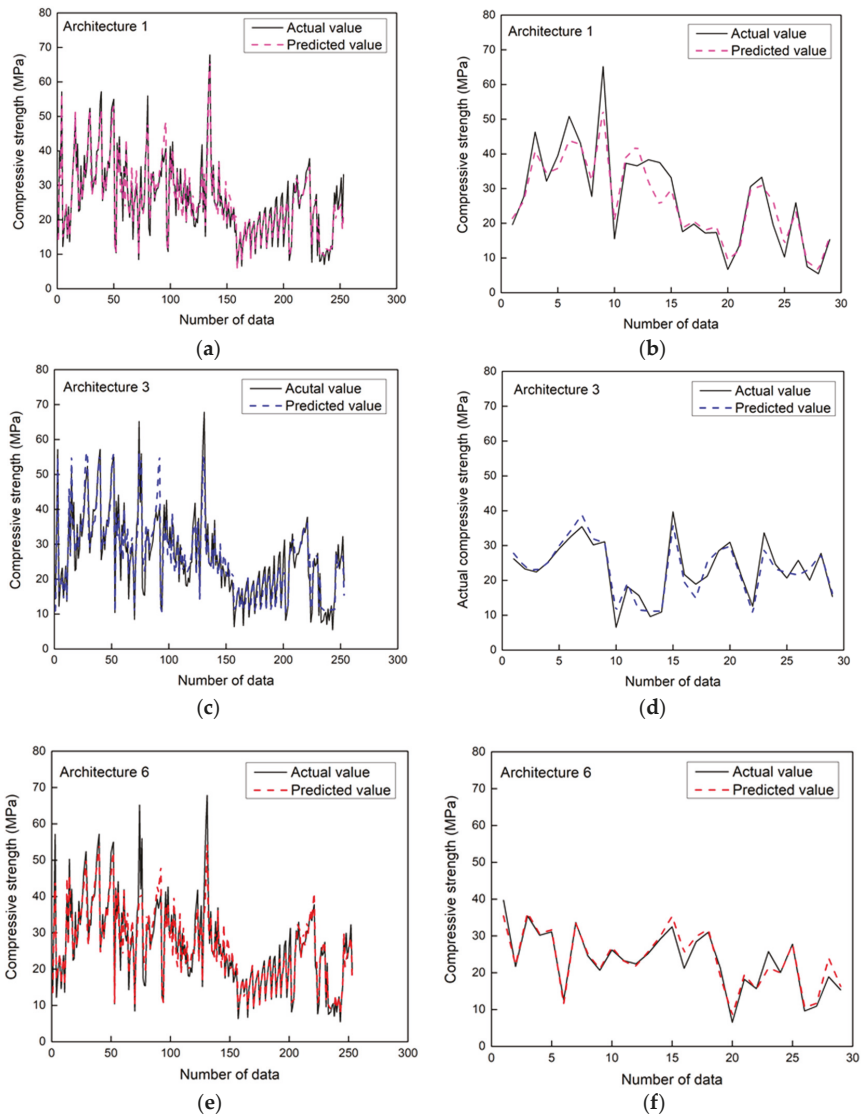 Architecture 1
Actual value
Predicted value
Compressive strength (MPa)
80
70
60
50
40
30
20
10
0
0 50 100 150 200 250 300
Number of data
(a)
Architecture 1
Actual value
Predicted value
Compressive strength (MPa)
80
70
60
50
40
30
20
10
0
0 5 10 15 20 25 30
Number of data
(b)
Architecture 3
Acutal value
Predicted value
Compressive strength (MPa)
80
70
60
50
40
30
20
10
0
0 50 100 150 200 250 300
Number of data
(c)
Architecture 3
Actual value
Predicted value
Actual compressive strength (MPa)
80
70
60
50
40
30
20
10
0
0 5 10 15 20 25 30
Number of data
(d)
Architecture 6
Actual value
Predicted value
Compressive strength (MPa)
80
70
60
50
40
30
20
10
0
0 50 100 150 200 250 300
Number of data
(e)
Architecture 6
Actual value
Predicted value
Compressive strength (MPa)
80
70
60
50
40
30
20
10
0
0 5 10 15 20 25 30
Number of data
(f)